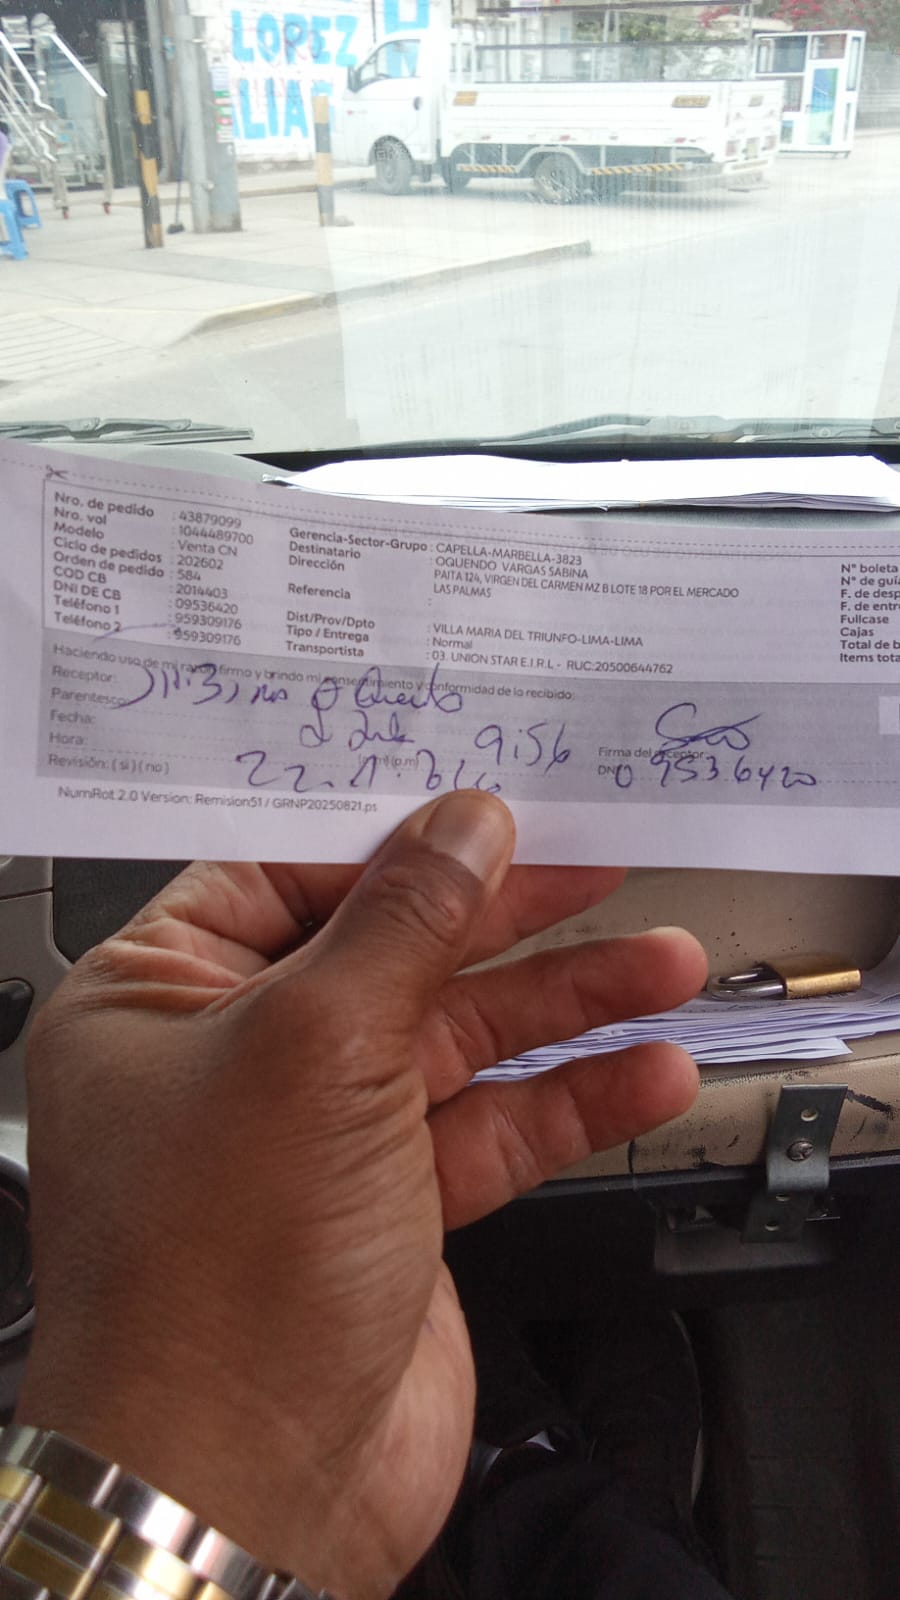 LOPEZ
Nro. de pedido : 43879099
Nro. val : 1044489700
Modelo : Venta CN
Ciclo de pedidos : 202602
Orden de pedido : 584
COD CB : 2014403
DNI DE CB : 09536420
Teléfono 1 : 959309176
Teléfono 2 : 959309176
Gerencia-Sector-Grupo : CAPELLA-MARBELLA-3823
Destinatario : OQUENDO VARGAS SABINA
Dirección : PAITA 124, VIRGEN DEL CARMEN MZ B LOTE 18 POR EL MERCADO
LAS PALMAS
Referencia :
Dist/Prov/Dpto : VILLA MARIA DEL TRIUNFO-LIMA-LIMA
Tipo / Entrega : Normal
Transportista : 03. UNION STAR E.I.R.L - RUC:20500644762
N° boleta
N° de guía
F. de desp
F. de entre
Fullcase
Cajas
Total de b
Items tota
Haciendo uso de mi razón firmo y brindo mi consentimiento y conformidad de lo recibido:
Receptor:
Parentesco:
Fecha:
Hora: 9:56
(a.m) (p.m)
22.1.
Revisión: ( si ) ( no )
Firma del receptor:
DNI 09536420
NumRot 2.0 Version: Remision51 / GRNP20250821.ps